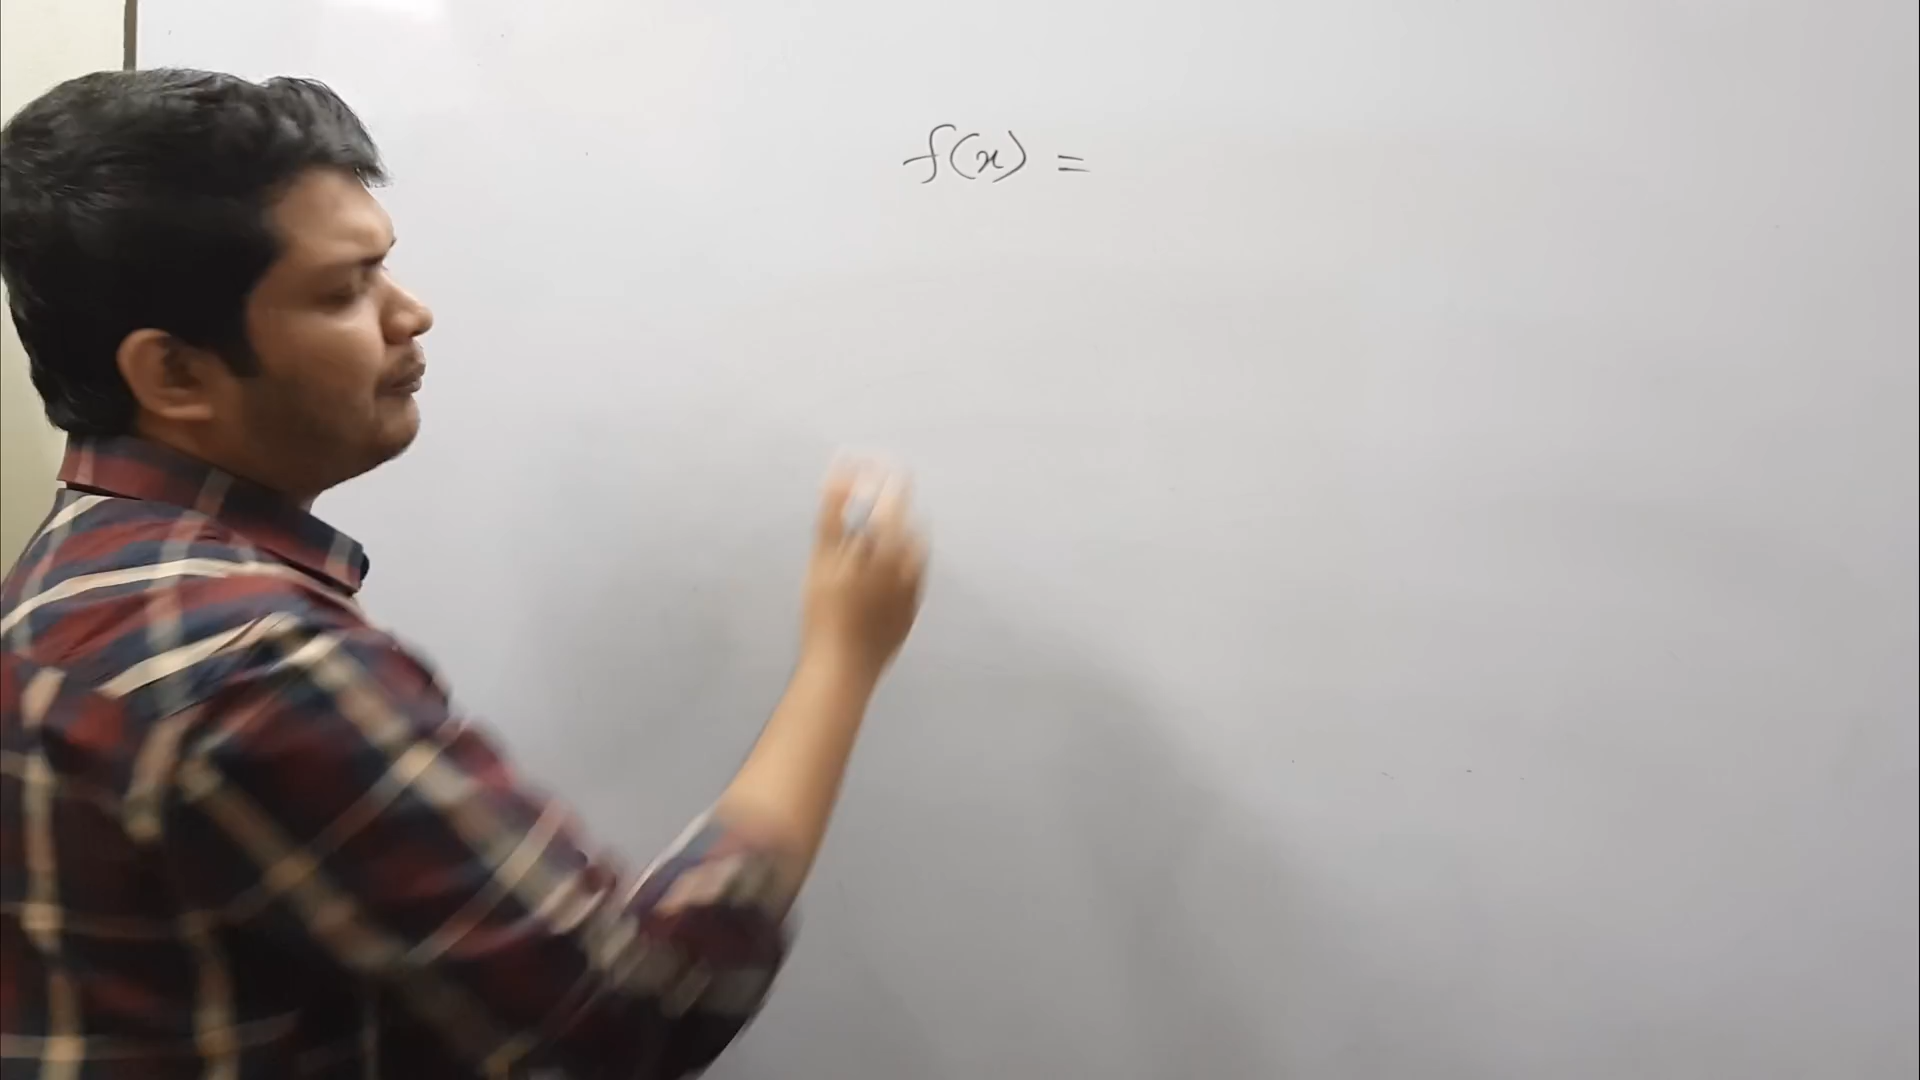 f(x) =